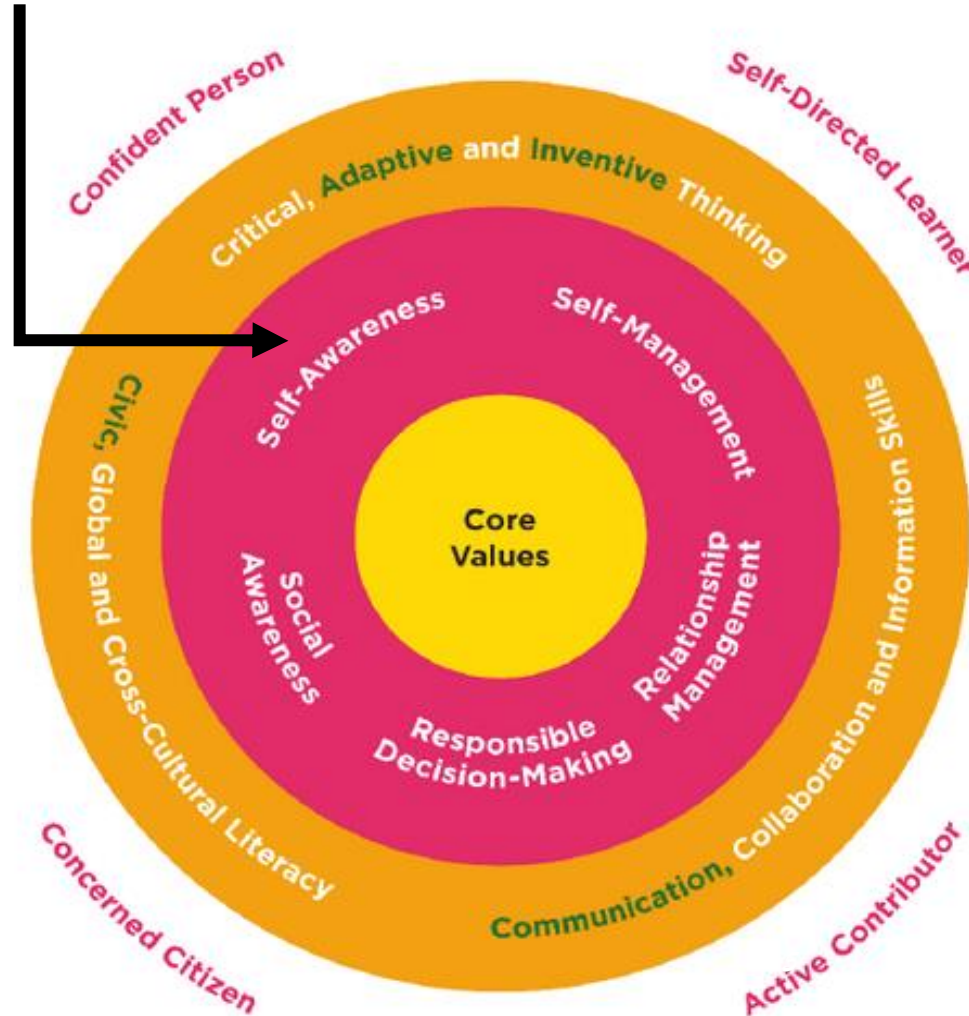 Confident Person
Self-Directed Learner
Critical, Adaptive and Inventive Thinking
Self-Awareness
Self-Management
Civic, Global and Cross-Cultural Literacy
Core
Values
Communication, Collaboration and Information Skills
Social
Awareness
Relationship
Management
Responsible
Decision-Making
Concerned Citizen
Active Contributor